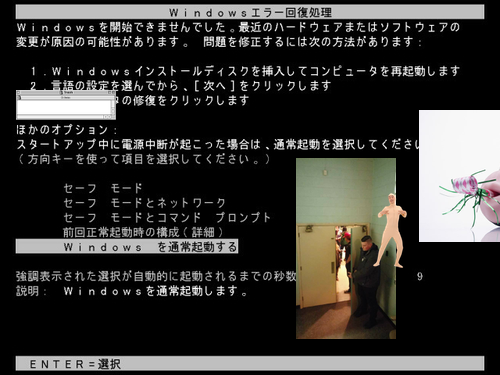 Windowsエラー回復処理
Windowsを開始できませんでした。最近のハードウェアまたはソフトウェアの
変更が原因の可能性があります。 問題を修正するには次の方法があります:
1.Windowsインストールディスクを挿入してコンピュータを再起動します
2.言語の設定を選んでから、[次へ]をクリックします
タの修復をクリックします
ほかのオプション:
スタートアップ中に電源中断が起こった場合は、通常起動を選択してください
(方向キーを使って項目を選択してください。)
セーフ モード
セーフ モードとネットワーク
セーフ モードとコマンド プロンプト
前回正常起動時の構成(詳細)
Windows を通常起動する
強調表示された選択が自動的に起動されるまでの秒数 9
説明: Windowsを通常起動します。
ENTER=選択